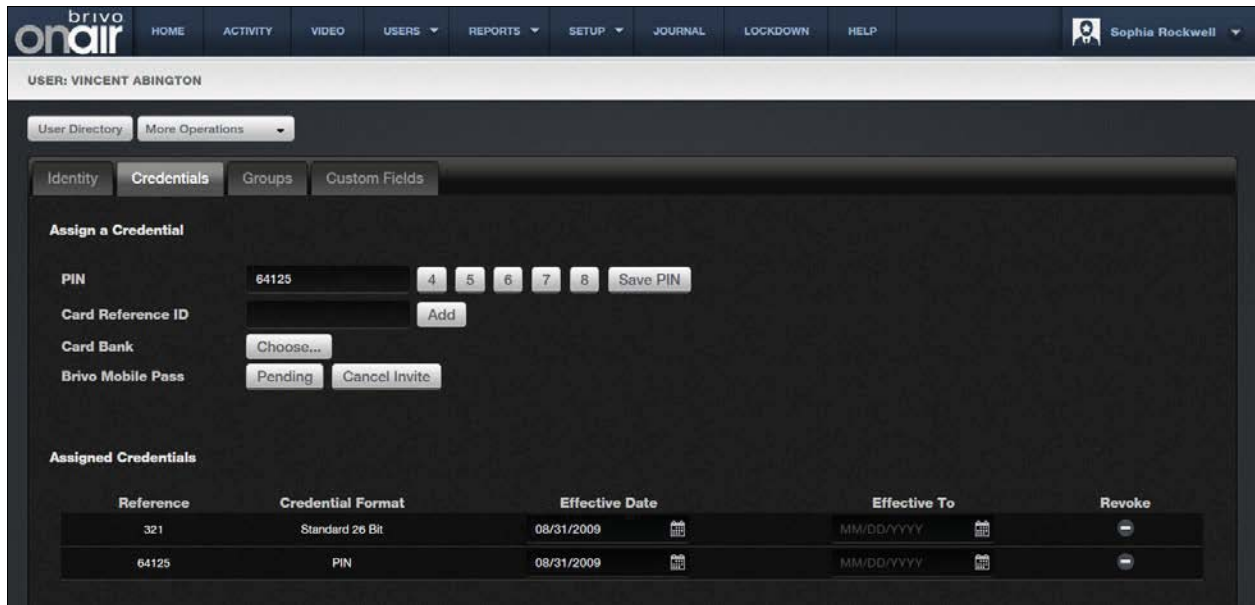 brivo
onair HOME ACTIVITY VIDEO USERS REPORTS SETUP JOURNAL LOCKDOWN HELP Sophia Rockwell
USER: VINCENT ABINGTON
User Directory More Operations
Identity Credentials Groups Custom Fields
Assign a Credential
PIN 64125 4 5 6 7 8 Save PIN
Card Reference ID Add
Card Bank Choose...
Brivo Mobile Pass Pending Cancel Invite
Assigned Credentials
Reference Credential Format Effective Date Effective To Revoke
321 Standard 26 Bit 08/31/2009 MM/DD/YYYY
64125 PIN 08/31/2009 MM/DD/YYYY